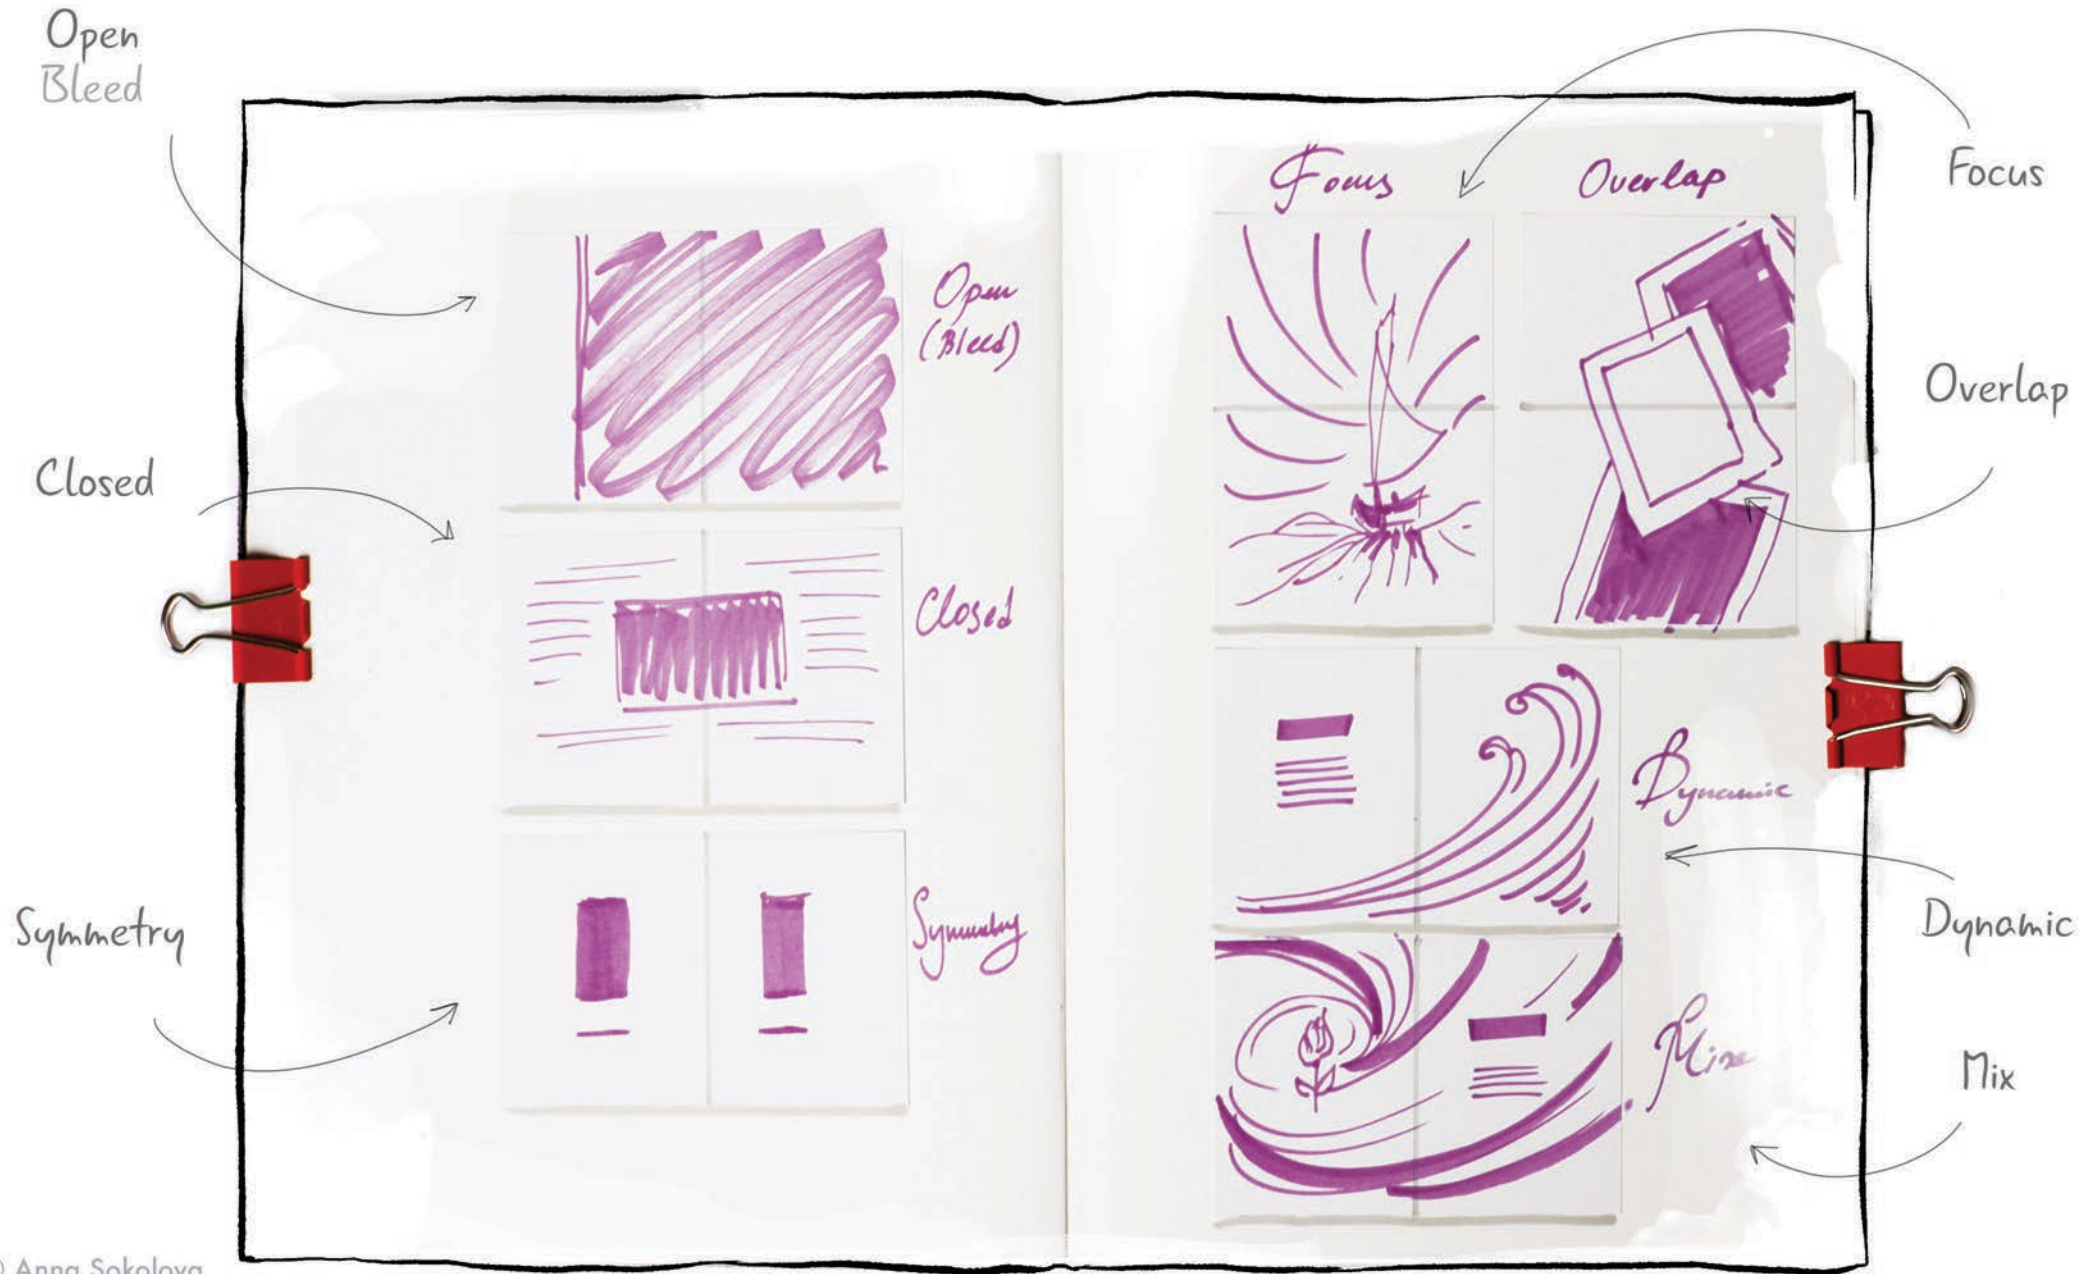 Open
Bleed
Closed
Symmetry
Open
(Bleed)
Closed
Symmetry
Focus
Overlap
Dynamic
Mix
Focus
Overlap
Dynamic
Mix
© Anna Sokolova